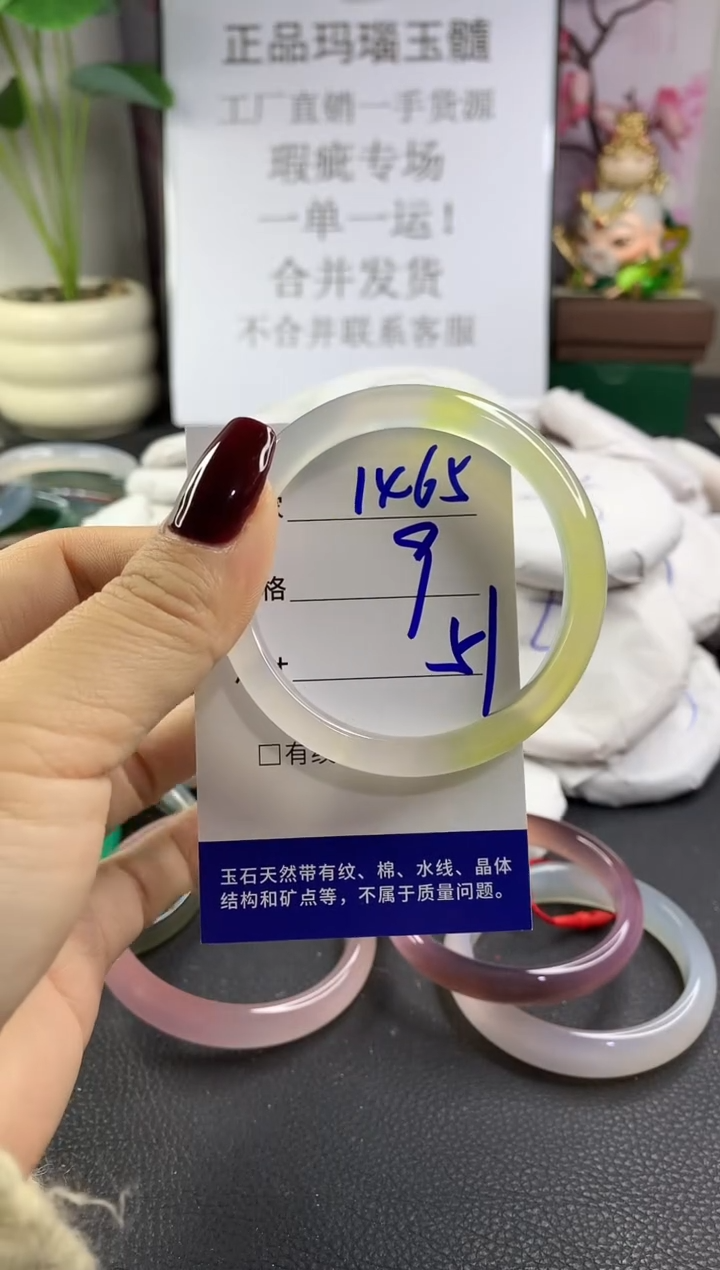 正品玛瑙玉髓
工厂直销一手货源
瑕疵专场
一单一运!
合并发货
不合并联系客服
1465
格 9
51
□有纹
玉石天然带有纹、棉、水线、晶体
结构和矿点等，不属于质量问题。